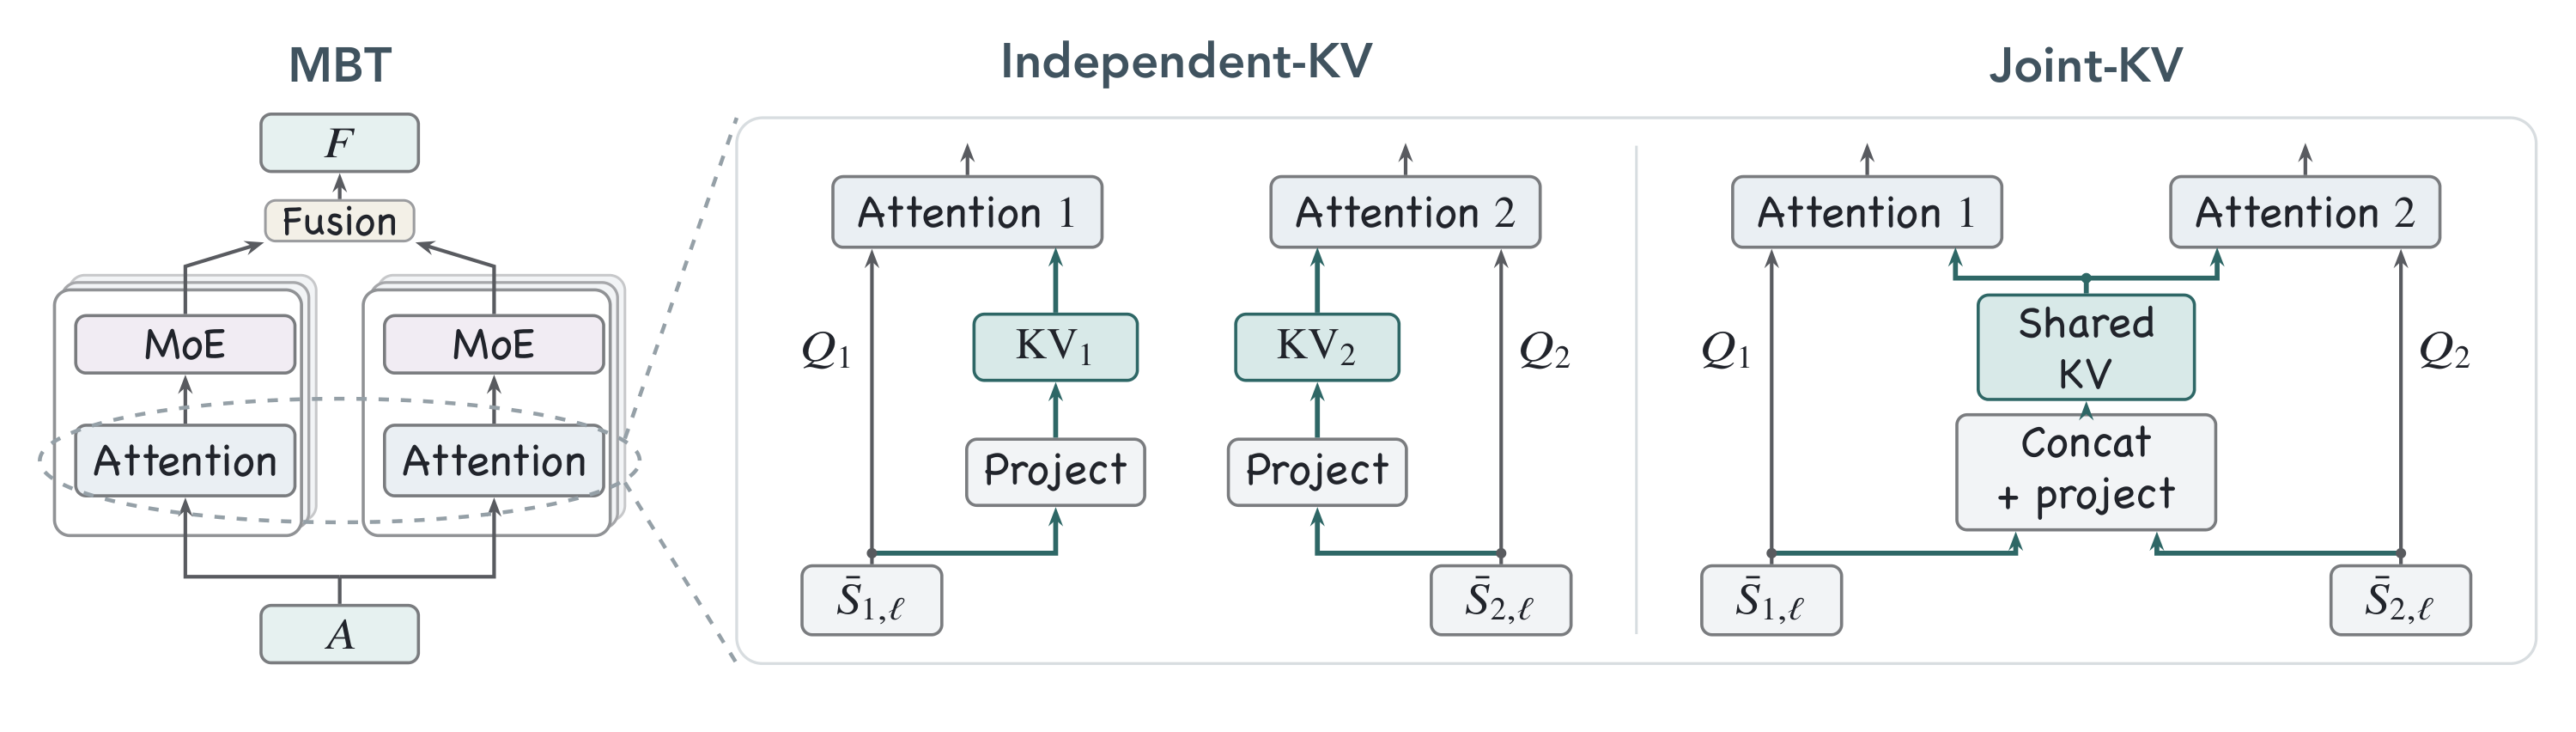 MBT
F
Fusion
MoE
MoE
Attention
Attention
A
Independent-KV
Attention 1
Attention 2
Q₁
KV₁
KV₂
Q₂
Project
Project
S̄₁,ℓ
S̄₂,ℓ
Joint-KV
Attention 1
Attention 2
Q₁
Shared
KV
Q₂
Concat
+ project
S̄₁,ℓ
S̄₂,ℓ